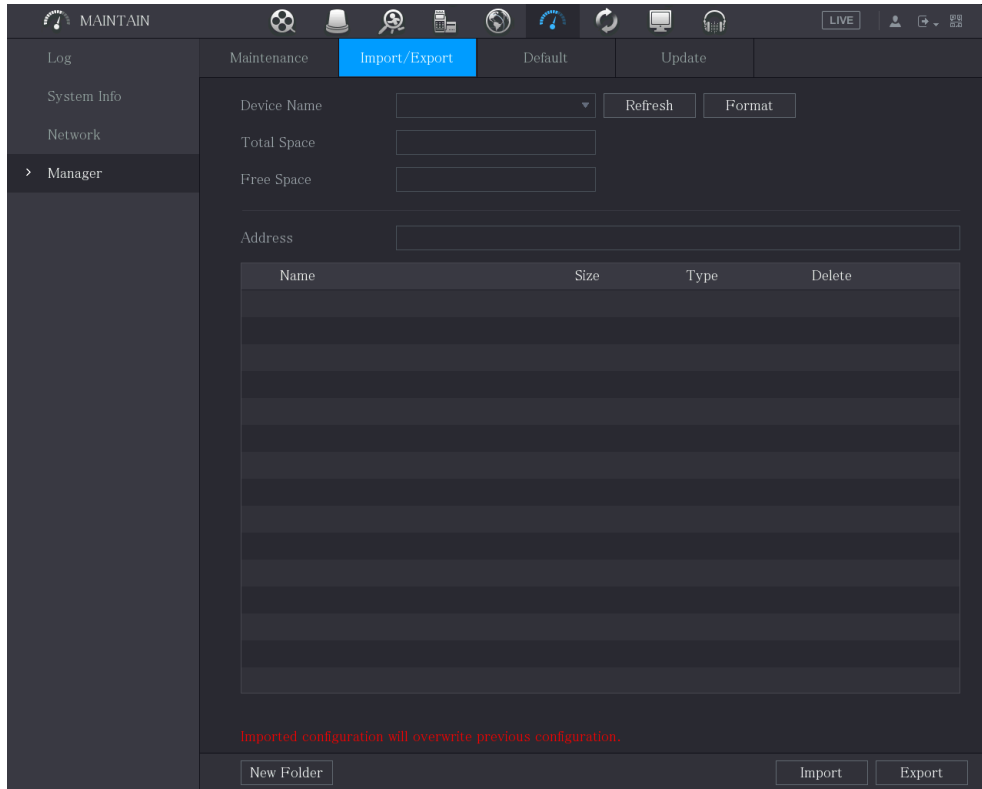 MAINTAIN
LIVE
Log
System Info
Network
Manager
Maintenance Import/Export Default Update
Device Name Refresh Format
Total Space
Free Space
Address
Name Size Type Delete
Imported configuration will overwrite previous configuration.
New Folder Import Export